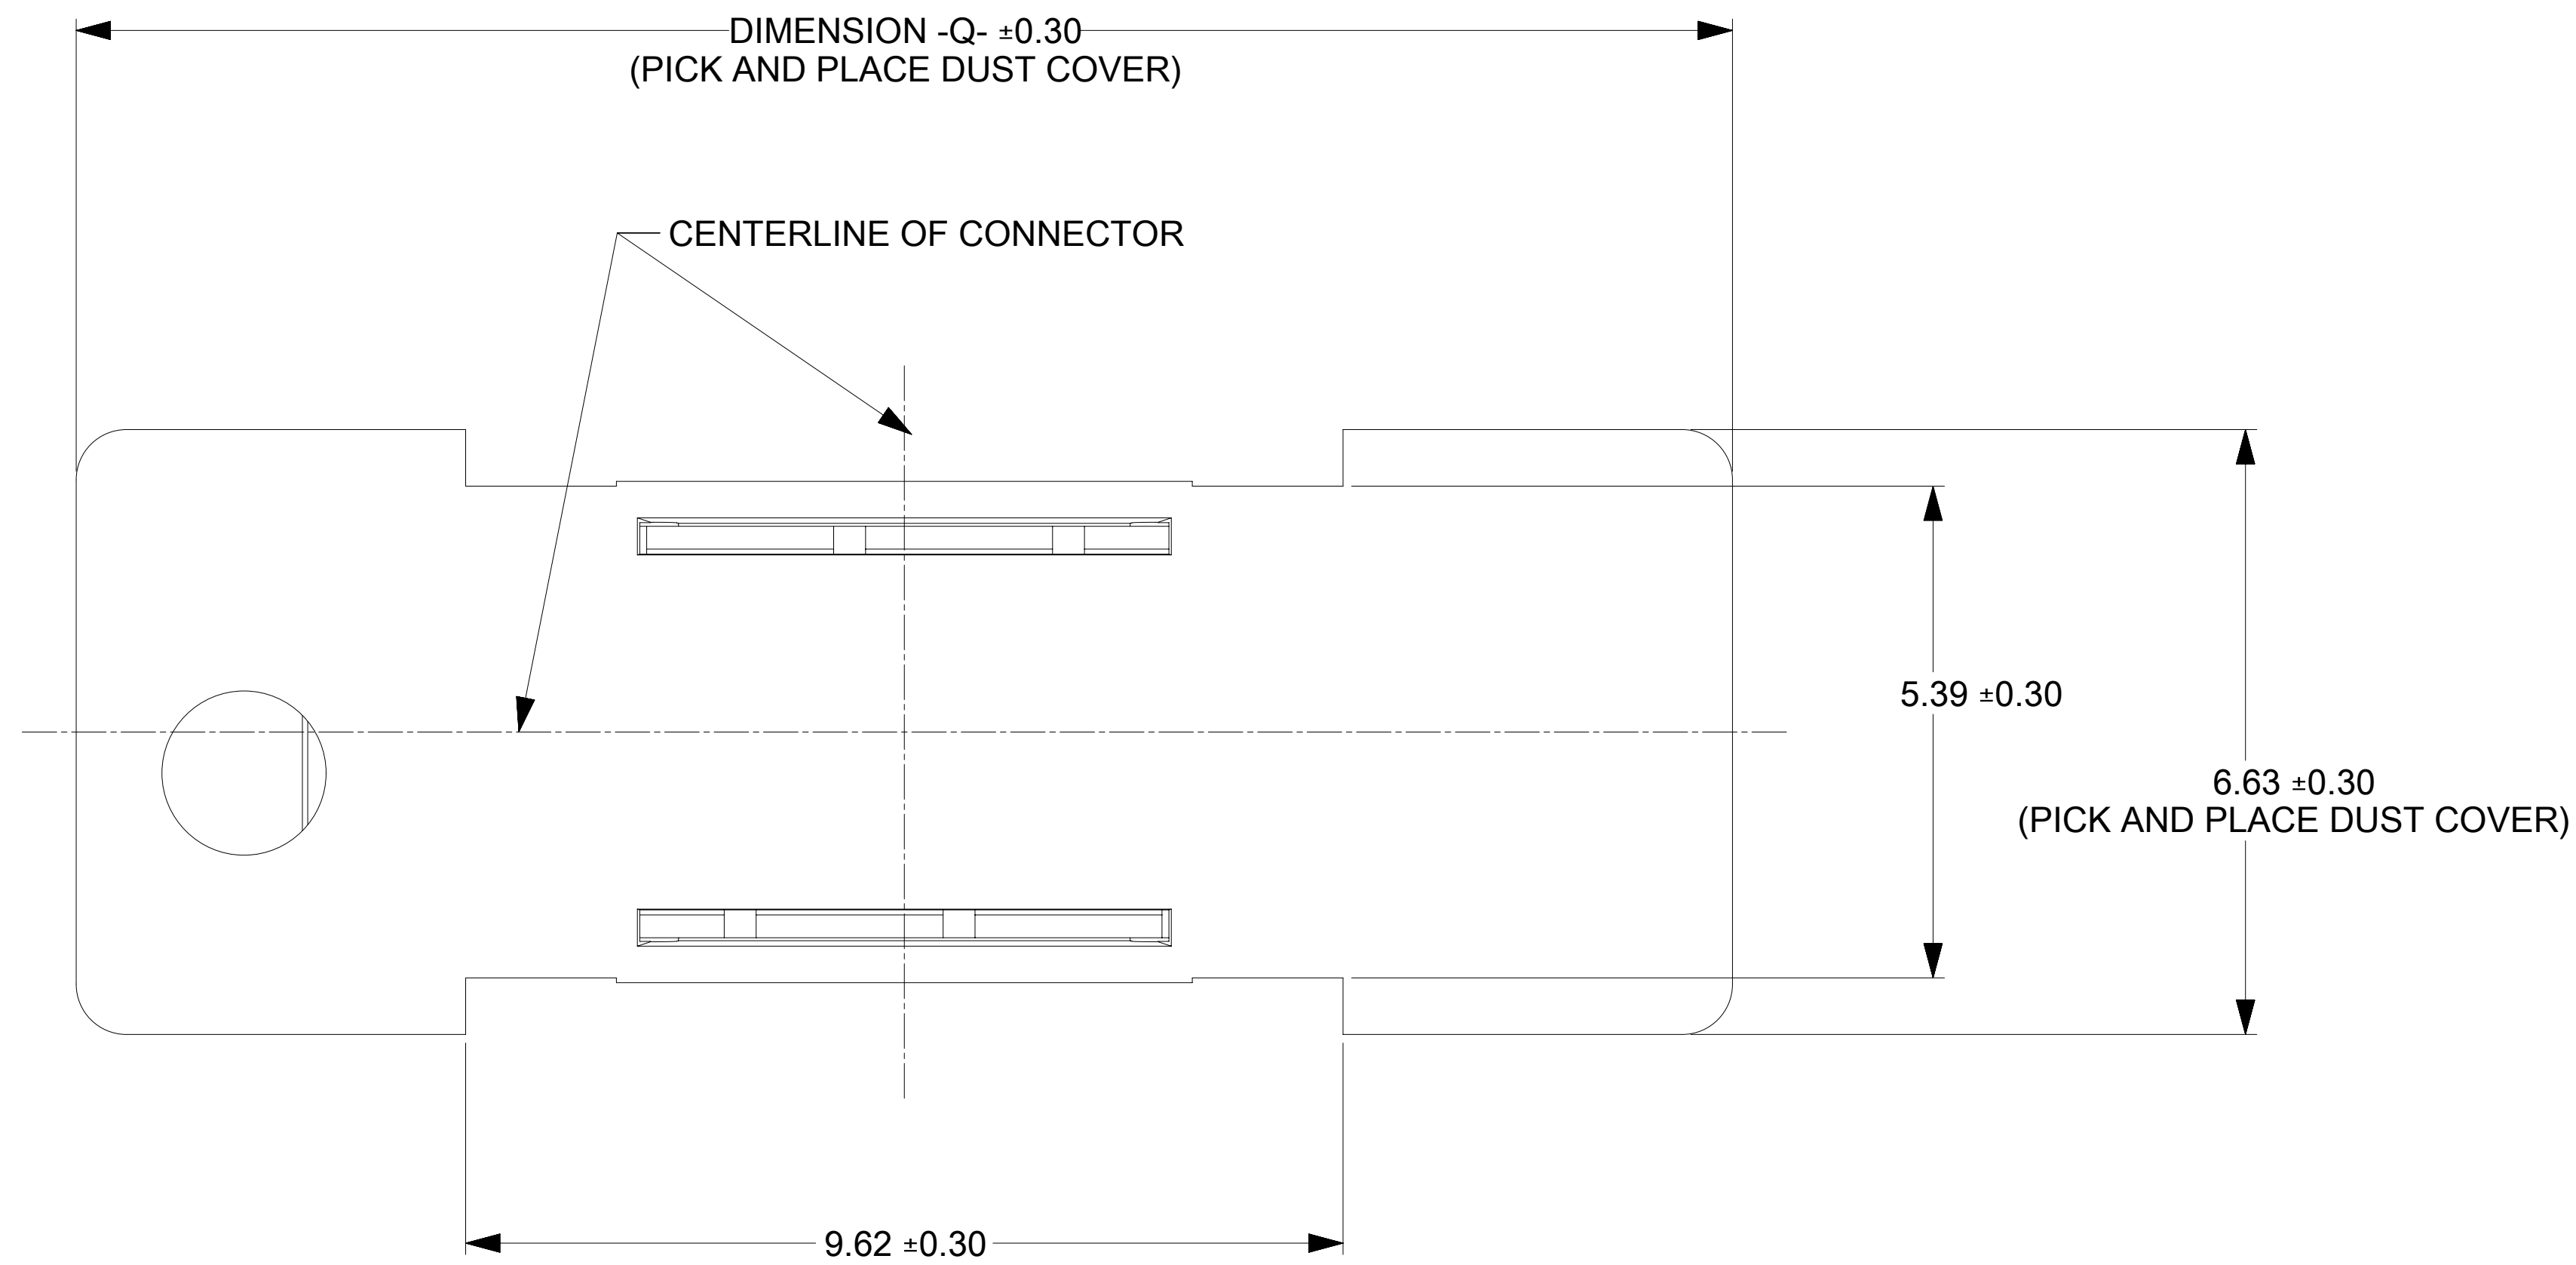 DIMENSION -Q- ±0.30
(PICK AND PLACE DUST COVER)
CENTERLINE OF CONNECTOR
5.39 ±0.30
6.63 ±0.30
(PICK AND PLACE DUST COVER)
9.62 ±0.30